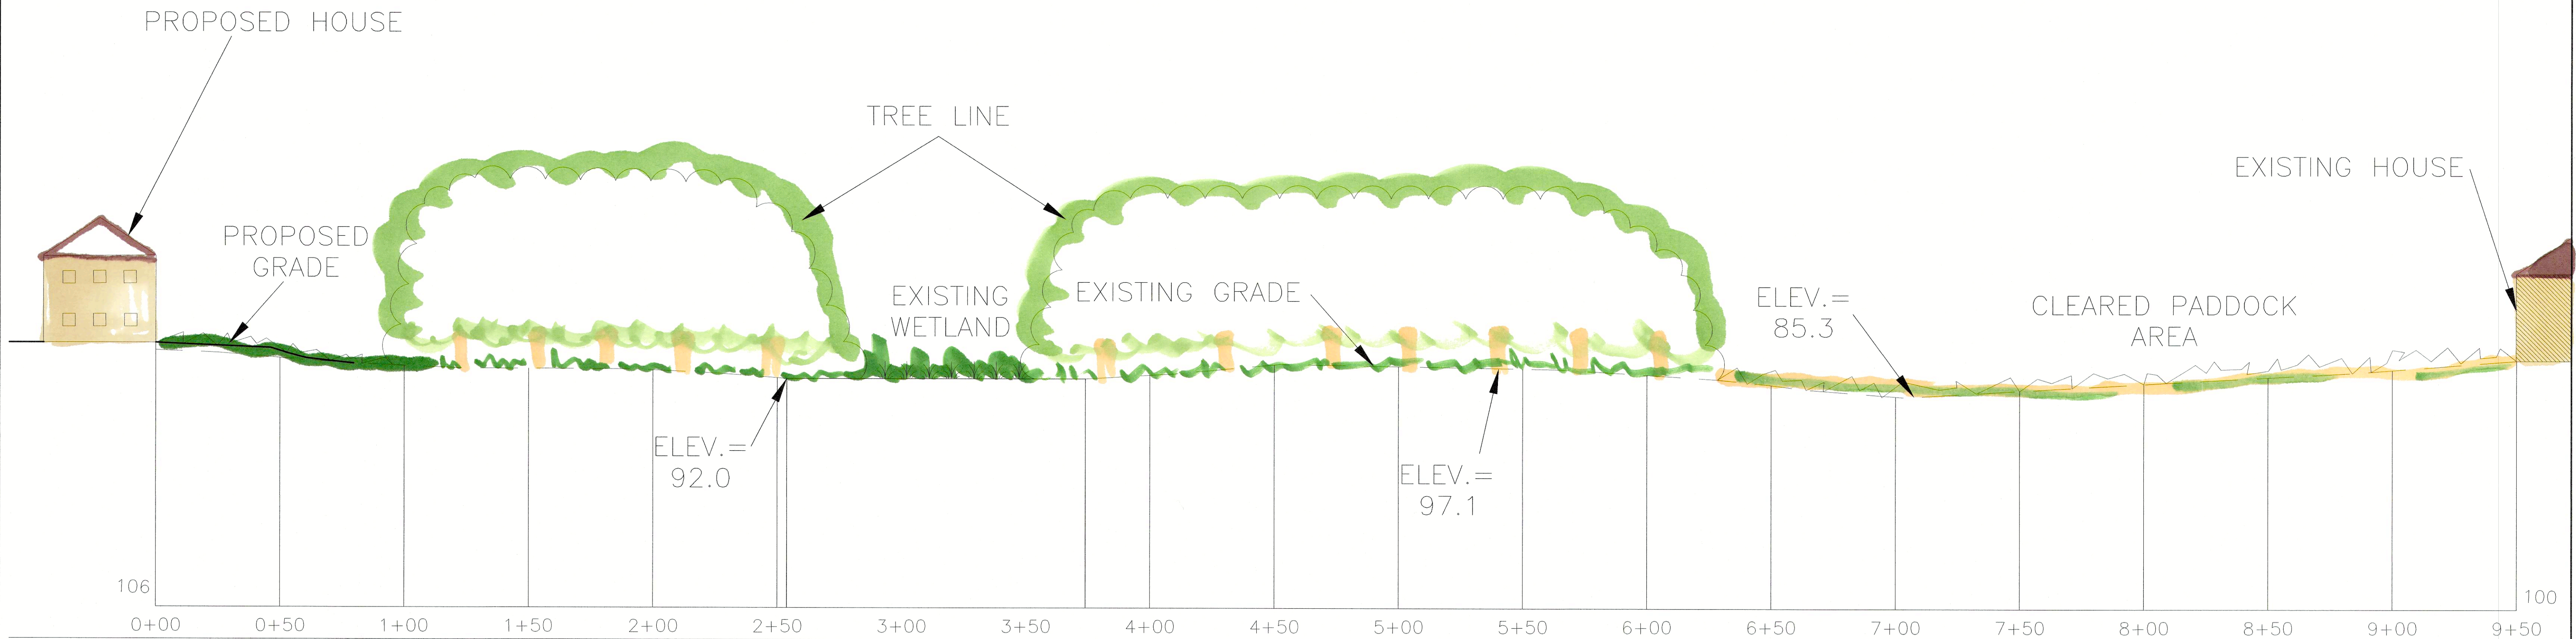 PROPOSED HOUSE
TREE LINE
EXISTING HOUSE
PROPOSED
GRADE
EXISTING
WETLAND
EXISTING GRADE
ELEV.=
85.3
CLEARED PADDOCK
AREA
ELEV.=
92.0
ELEV.=
97.1
106
100
0+00 0+50 1+00 1+50 2+00 2+50 3+00 3+50 4+00 4+50 5+00 5+50 6+00 6+50 7+00 7+50 8+00 8+50 9+00 9+50